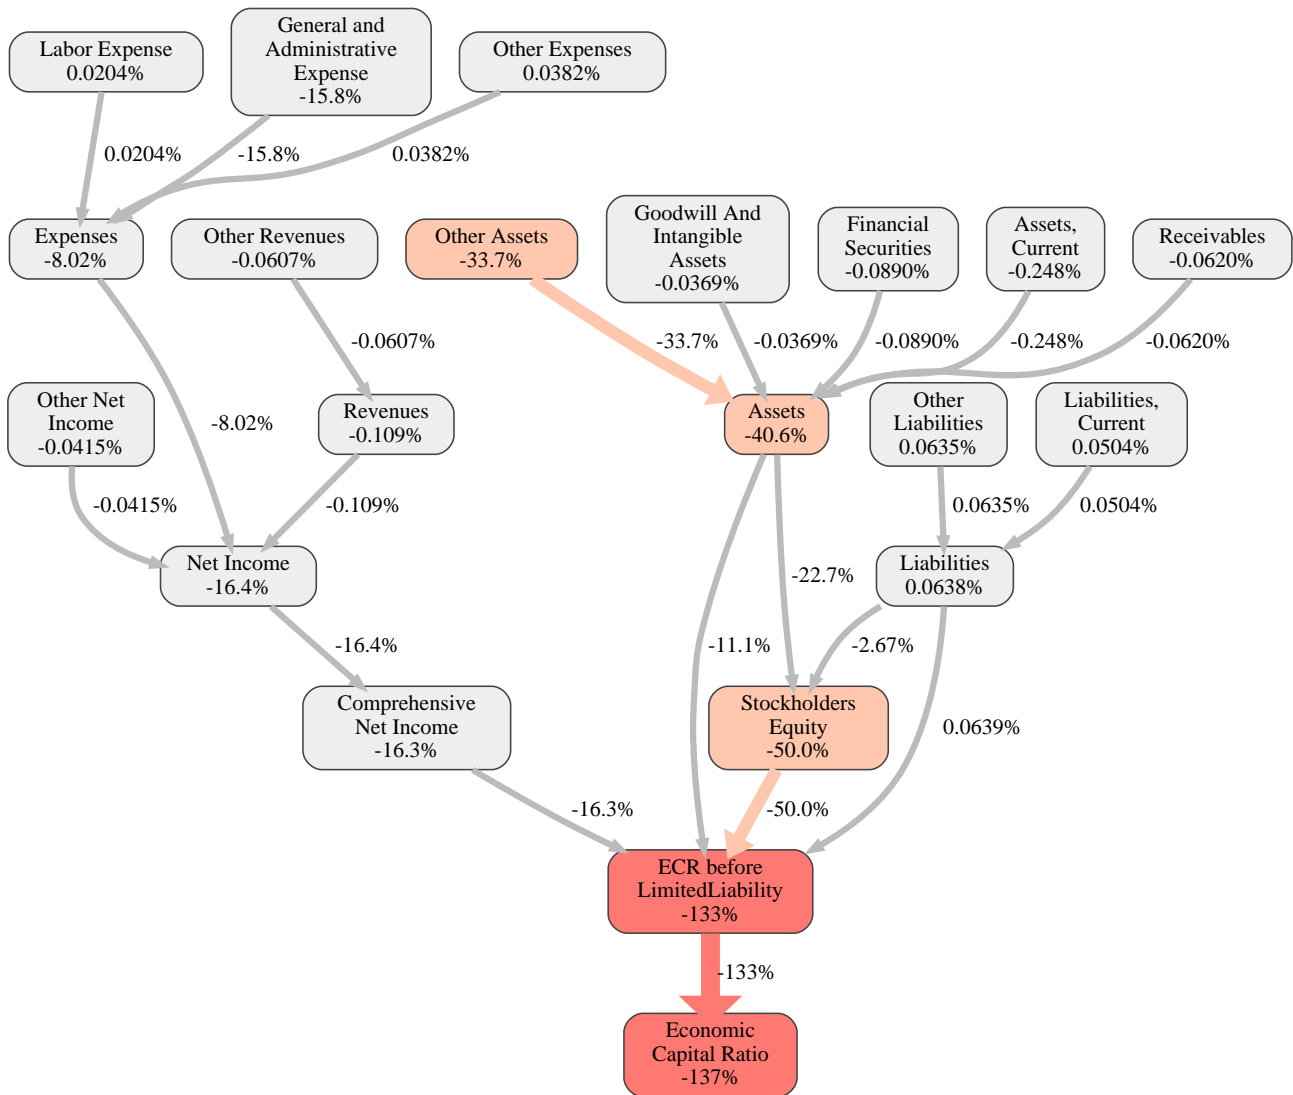 Labor Expense
0.0204%
General and
Administrative
Expense
-15.8%
Other Expenses
0.0382%
0.0204%
-15.8%
0.0382%
Expenses
-8.02%
Other Revenues
-0.0607%
Other Assets
-33.7%
Goodwill And
Intangible
Assets
-0.0369%
Financial
Securities
-0.0890%
Assets,
Current
-0.248%
Receivables
-0.0620%
-0.0607%
-33.7%
-0.0369%
-0.0890%
-0.248%
-0.0620%
Other Net
Income
-0.0415%
-8.02%
Revenues
-0.109%
Assets
-40.6%
Other
Liabilities
0.0635%
Liabilities,
Current
0.0504%
-0.0415%
-0.109%
0.0635%
0.0504%
Net Income
-16.4%
-22.7%
Liabilities
0.0638%
-16.4%
-11.1%
-2.67%
Comprehensive
Net Income
-16.3%
Stockholders
Equity
-50.0%
0.0639%
-16.3%
-50.0%
ECR before
LimitedLiability
-133%
-133%
Economic
Capital Ratio
-137%